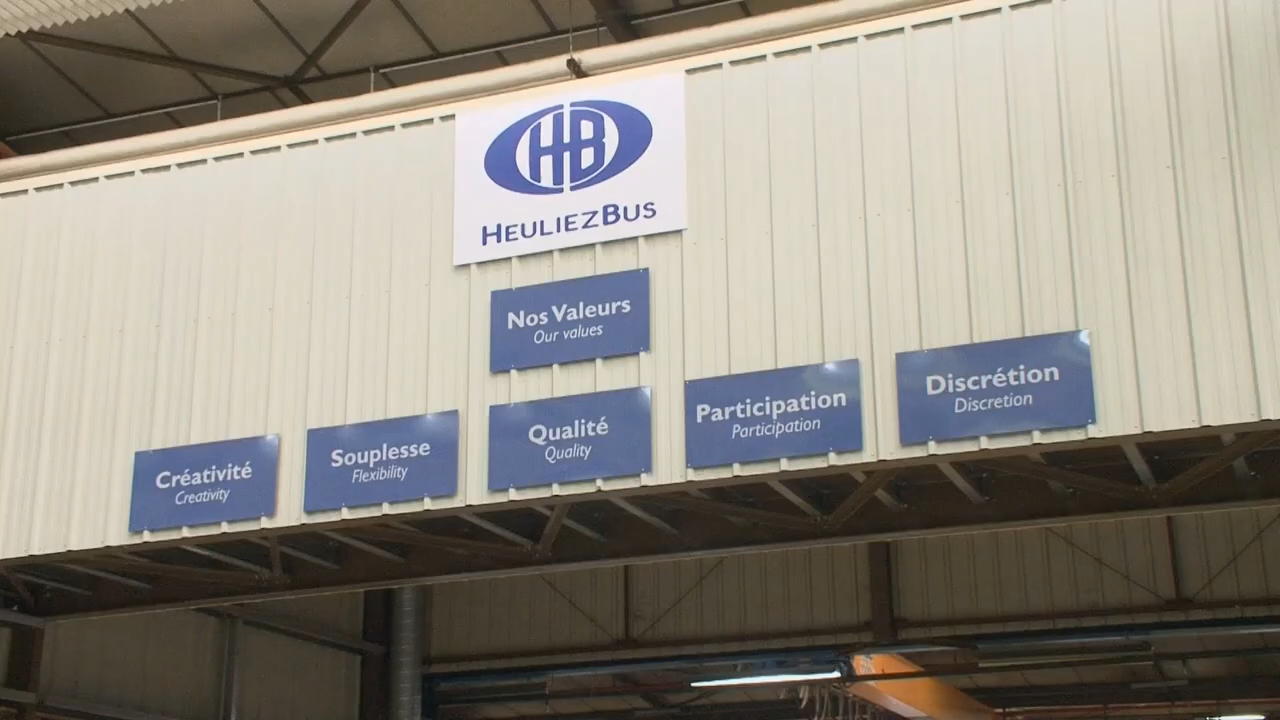 HB
HEULIEZBUS
Nos Valeurs
Our values
Créativité
Creativity
Souplesse
Flexibility
Qualité
Quality
Participation
Participation
Discrétion
Discretion